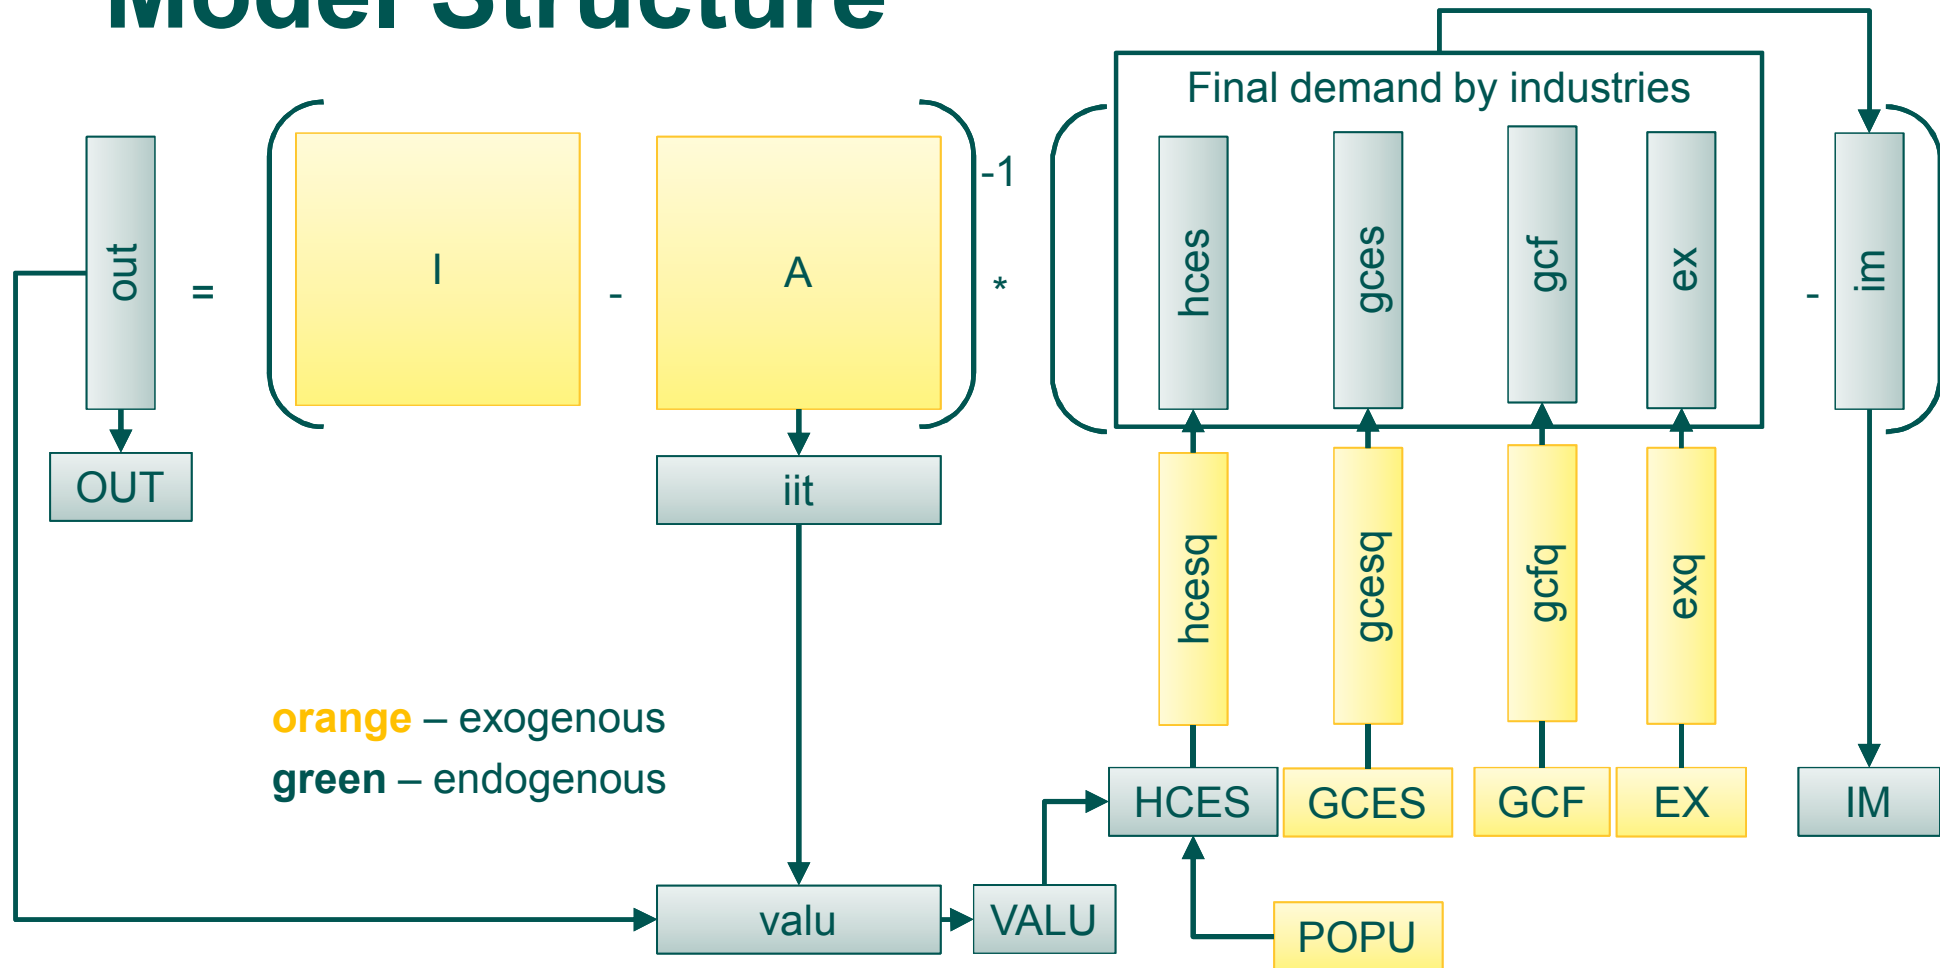 Model Structure
Final demand by industries
out
=
I
-
A
-1
*
hces
gces
gcf
ex
-
im
OUT
iit
hcesq
gcesq
gcfq
exq
orange – exogenous
green – endogenous
HCES
GCES
GCF
EX
IM
valu
VALU
POPU